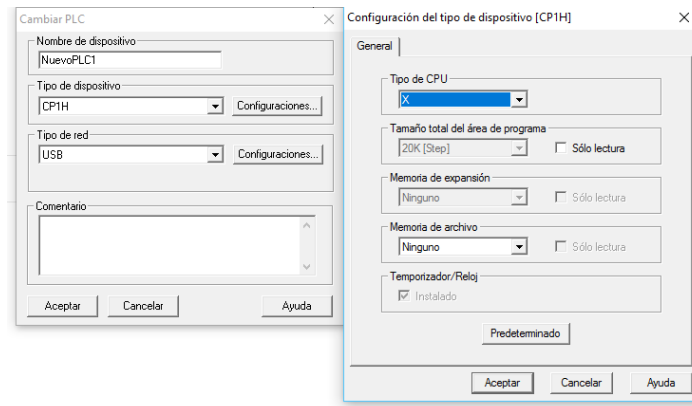 Cambiar PLC
Nombre de dispositivo
NuevoPLC1
Tipo de dispositivo
CP1H
Configuraciones...
Tipo de red
USB
Configuraciones...
Comentario
Aceptar
Cancelar
Ayuda
Configuración del tipo de dispositivo [CP1H]
General
Tipo de CPU
X
Tamaño total del área de programa
20K [Step]
Sólo lectura
Memoria de expansión
Ninguno
Sólo lectura
Memoria de archivo
Ninguno
Sólo lectura
Temporizador/Reloj
Instalado
Predeterminado
Aceptar
Cancelar
Ayuda